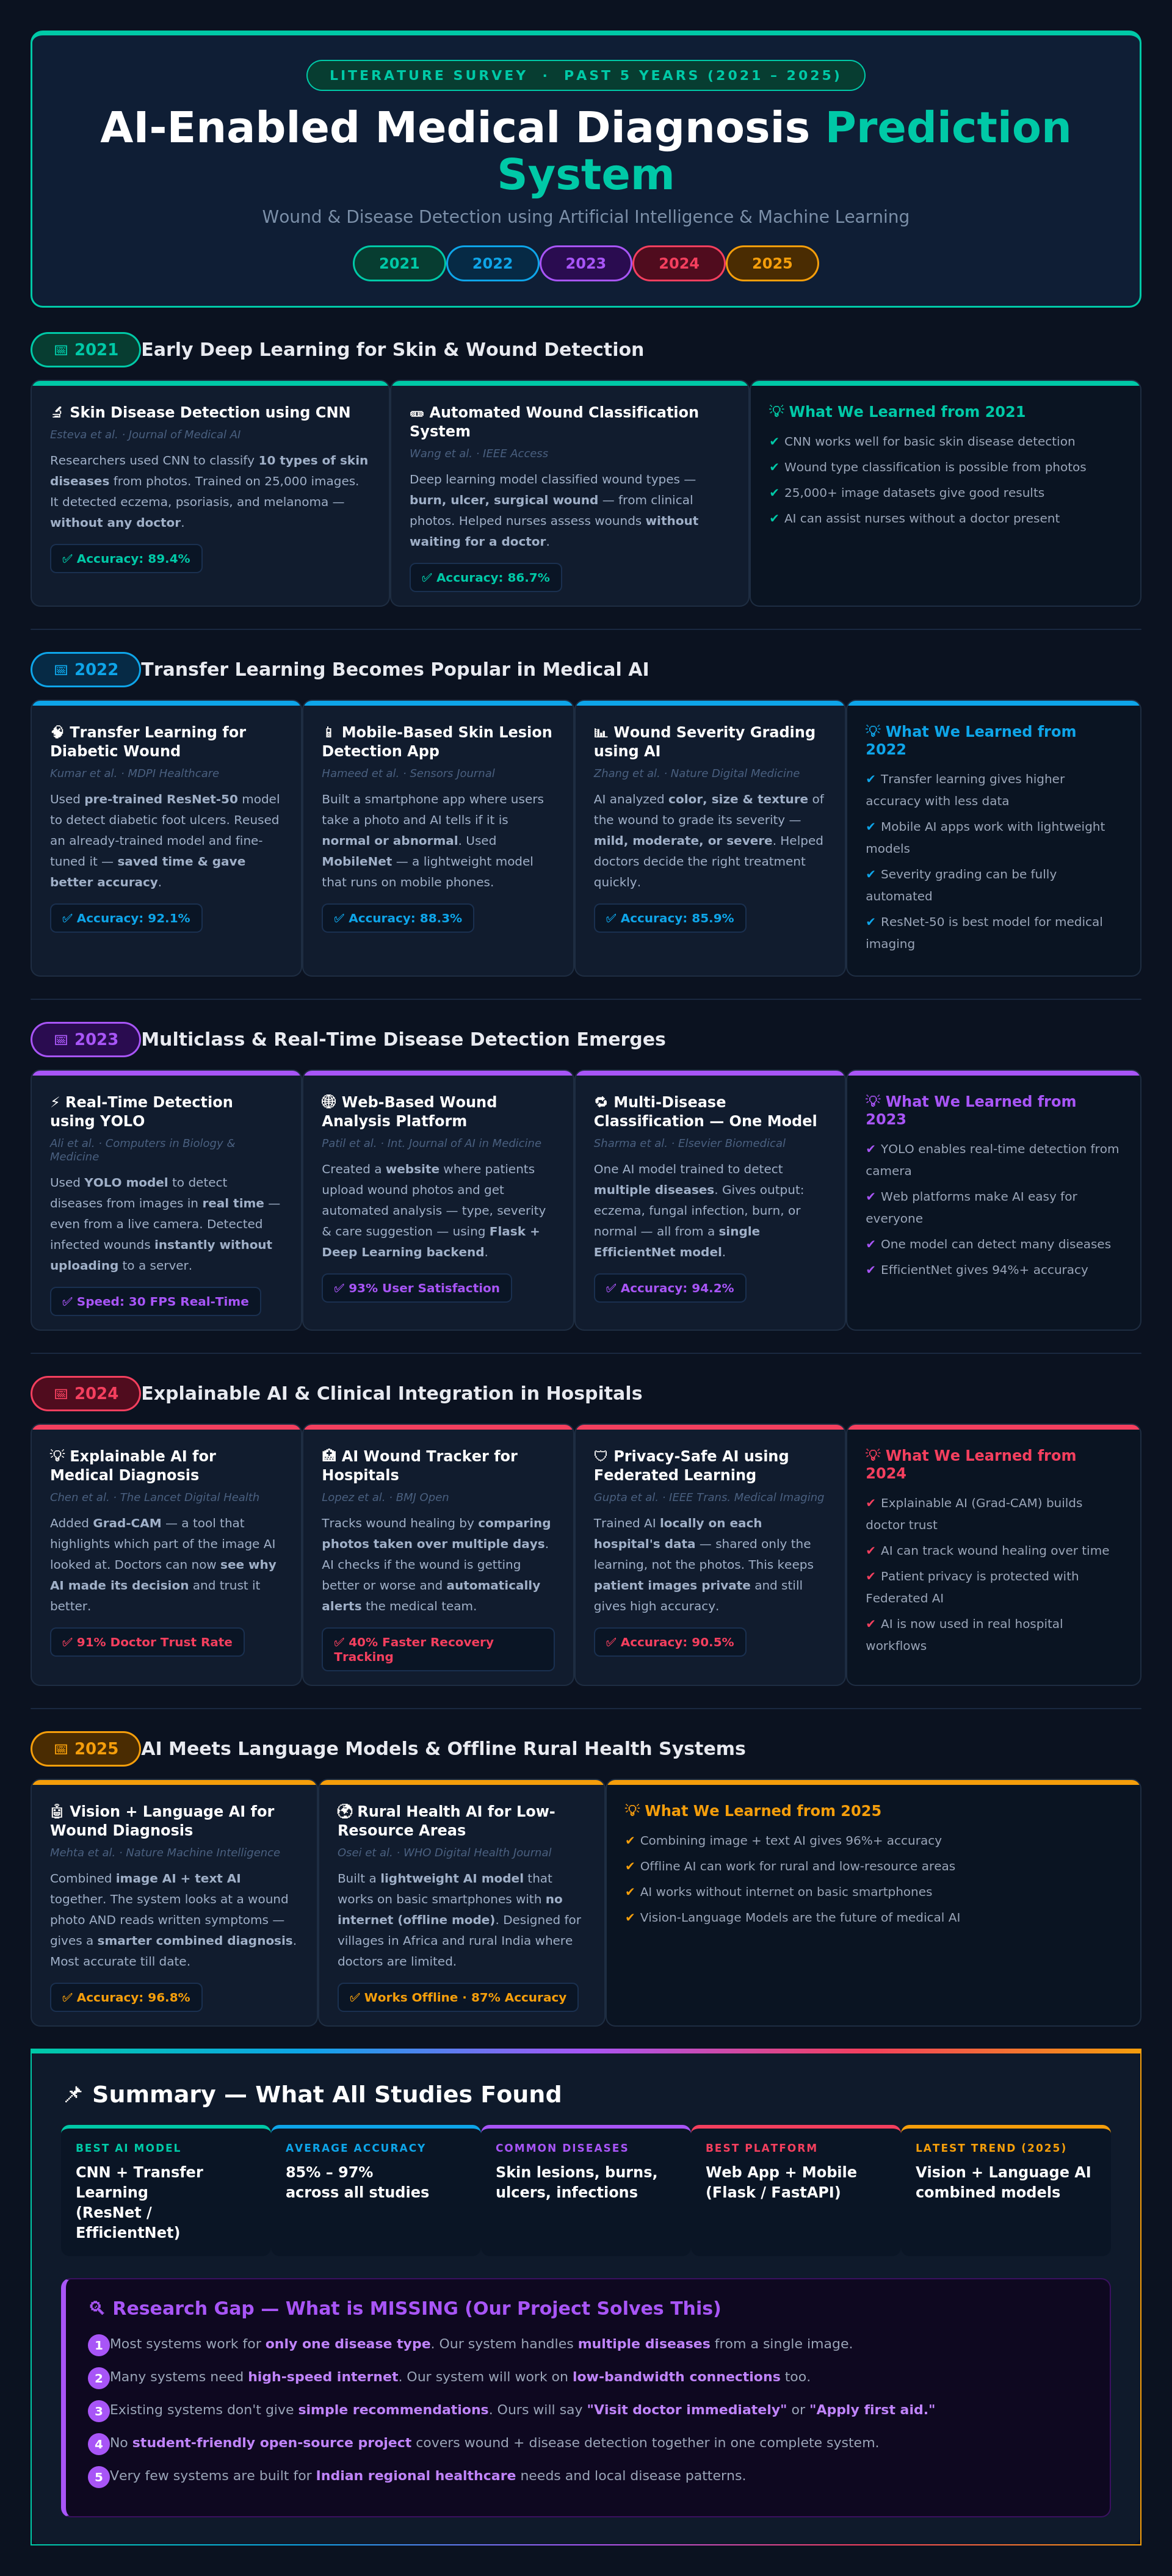 LITERATURE SURVEY · PAST 5 YEARS (2021 – 2025)
AI-Enabled Medical Diagnosis Prediction
System
Wound & Disease Detection using Artificial Intelligence & Machine Learning
2021
2022
2023
2024
2025
📅 2021
Early Deep Learning for Skin & Wound Detection
🔬 Skin Disease Detection using CNN
Esteva et al. · Journal of Medical AI
Researchers used CNN to classify 10 types of skin
diseases from photos. Trained on 25,000 images.
It detected eczema, psoriasis, and melanoma —
without any doctor.
✅ Accuracy: 89.4%
🩹 Automated Wound Classification
System
Wang et al. · IEEE Access
Deep learning model classified wound types —
burn, ulcer, surgical wound — from clinical
photos. Helped nurses assess wounds without
waiting for a doctor.
✅ Accuracy: 86.7%
💡 What We Learned from 2021
✔ CNN works well for basic skin disease detection
✔ Wound type classification is possible from photos
✔ 25,000+ image datasets give good results
✔ AI can assist nurses without a doctor present
📅 2022
Transfer Learning Becomes Popular in Medical AI
🧠 Transfer Learning for
Diabetic Wound
Kumar et al. · MDPI Healthcare
Used pre-trained ResNet-50 model
to detect diabetic foot ulcers. Reused
an already-trained model and fine-
tuned it — saved time & gave
better accuracy.
✅ Accuracy: 92.1%
📱 Mobile-Based Skin Lesion
Detection App
Hameed et al. · Sensors Journal
Built a smartphone app where users
take a photo and AI tells if it is
normal or abnormal. Used
MobileNet — a lightweight model
that runs on mobile phones.
✅ Accuracy: 88.3%
📊 Wound Severity Grading
using AI
Zhang et al. · Nature Digital Medicine
AI analyzed color, size & texture of
the wound to grade its severity —
mild, moderate, or severe. Helped
doctors decide the right treatment
quickly.
✅ Accuracy: 85.9%
💡 What We Learned from
2022
✔ Transfer learning gives higher
accuracy with less data
✔ Mobile AI apps work with lightweight
models
✔ Severity grading can be fully
automated
✔ ResNet-50 is best model for medical
imaging
📅 2023
Multiclass & Real-Time Disease Detection Emerges
⚡ Real-Time Detection
using YOLO
Ali et al. · Computers in Biology &
Medicine
Used YOLO model to detect
diseases from images in real time —
even from a live camera. Detected
infected wounds instantly without
uploading to a server.
✅ Speed: 30 FPS Real-Time
🌐 Web-Based Wound
Analysis Platform
Patil et al. · Int. Journal of AI in Medicine
Created a website where patients
upload wound photos and get
automated analysis — type, severity
& care suggestion — using Flask +
Deep Learning backend.
✅ 93% User Satisfaction
🔁 Multi-Disease
Classification — One Model
Sharma et al. · Elsevier Biomedical
One AI model trained to detect
multiple diseases. Gives output:
eczema, fungal infection, burn, or
normal — all from a single
EfficientNet model.
✅ Accuracy: 94.2%
💡 What We Learned from
2023
✔ YOLO enables real-time detection from
camera
✔ Web platforms make AI easy for
everyone
✔ One model can detect many diseases
✔ EfficientNet gives 94%+ accuracy
📅 2024
Explainable AI & Clinical Integration in Hospitals
💡 Explainable AI for
Medical Diagnosis
Chen et al. · The Lancet Digital Health
Added Grad-CAM — a tool that
highlights which part of the image AI
looked at. Doctors can now see why
AI made its decision and trust it
better.
✅ 91% Doctor Trust Rate
🏥 AI Wound Tracker for
Hospitals
Lopez et al. · BMJ Open
Tracks wound healing by comparing
photos taken over multiple days.
AI checks if the wound is getting
better or worse and automatically
alerts the medical team.
✅ 40% Faster Recovery
Tracking
🛡 Privacy-Safe AI using
Federated Learning
Gupta et al. · IEEE Trans. Medical Imaging
Trained AI locally on each
hospital's data — shared only the
learning, not the photos. This keeps
patient images private and still
gives high accuracy.
✅ Accuracy: 90.5%
💡 What We Learned from
2024
✔ Explainable AI (Grad-CAM) builds
doctor trust
✔ AI can track wound healing over time
✔ Patient privacy is protected with
Federated AI
✔ AI is now used in real hospital
workflows
📅 2025
AI Meets Language Models & Offline Rural Health Systems
🤖 Vision + Language AI for
Wound Diagnosis
Mehta et al. · Nature Machine Intelligence
Combined image AI + text AI
together. The system looks at a wound
photo AND reads written symptoms —
gives a smarter combined diagnosis.
Most accurate till date.
✅ Accuracy: 96.8%
🌍 Rural Health AI for Low-
Resource Areas
Osei et al. · WHO Digital Health Journal
Built a lightweight AI model that
works on basic smartphones with no
internet (offline mode). Designed for
villages in Africa and rural India where
doctors are limited.
✅ Works Offline · 87% Accuracy
💡 What We Learned from 2025
✔ Combining image + text AI gives 96%+ accuracy
✔ Offline AI can work for rural and low-resource areas
✔ AI works without internet on basic smartphones
✔ Vision-Language Models are the future of medical AI
📌 Summary — What All Studies Found
BEST AI MODEL
CNN + Transfer
Learning
(ResNet /
EfficientNet)
AVERAGE ACCURACY
85% – 97%
across all studies
COMMON DISEASES
Skin lesions, burns,
ulcers, infections
BEST PLATFORM
Web App + Mobile
(Flask / FastAPI)
LATEST TREND (2025)
Vision + Language AI
combined models
🔍 Research Gap — What is MISSING (Our Project Solves This)
1 Most systems work for only one disease type. Our system handles multiple diseases from a single image.
2 Many systems need high-speed internet. Our system will work on low-bandwidth connections too.
3 Existing systems don't give simple recommendations. Ours will say "Visit doctor immediately" or "Apply first aid."
4 No student-friendly open-source project covers wound + disease detection together in one complete system.
5 Very few systems are built for Indian regional healthcare needs and local disease patterns.